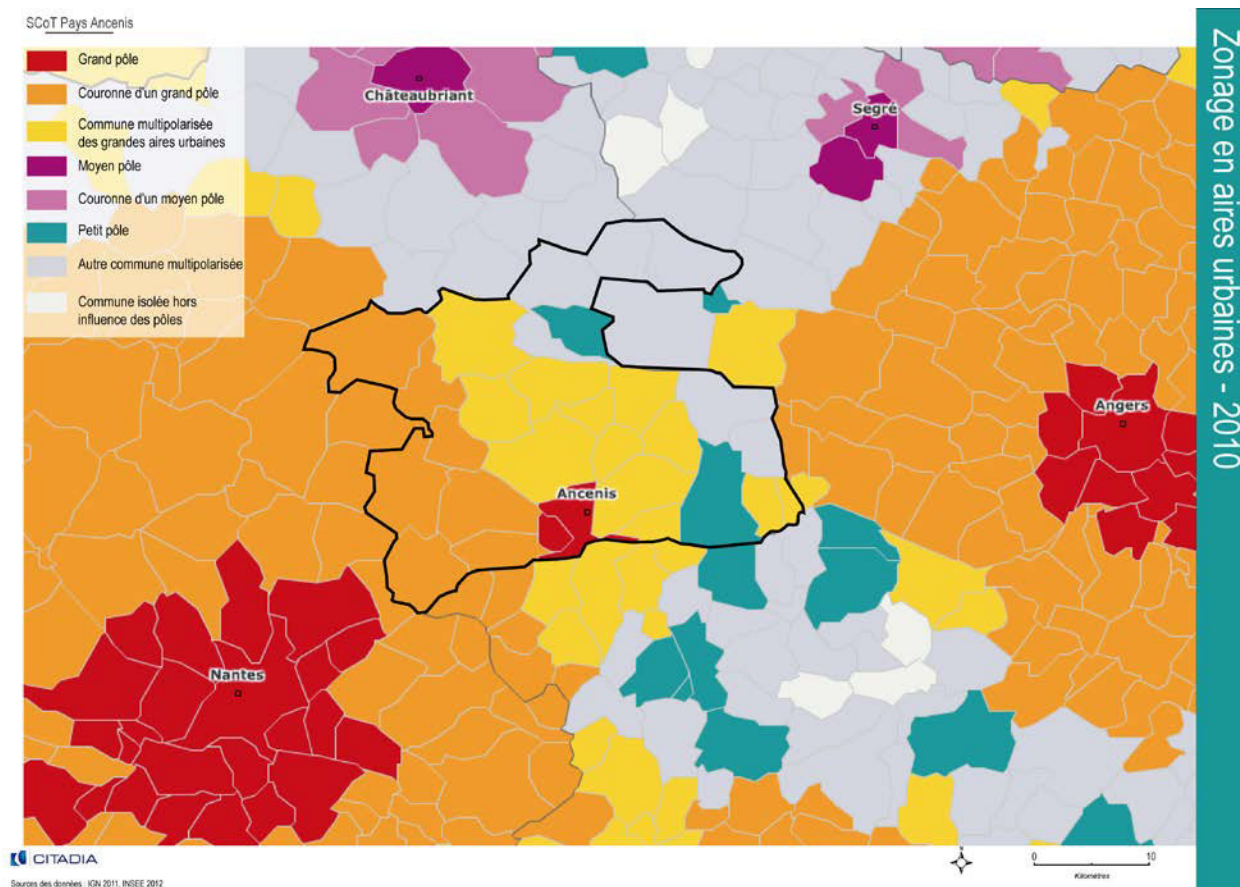 SCoT Pays Ancenis
Grand pôle
Couronne d'un grand pôle
Commune multipolarisée
des grandes aires urbaines
Moyen pôle
Couronne d'un moyen pôle
Petit pôle
Autre commune multipolarisée
Commune isolée hors
influence des pôles
Châteaubriant
Segré
Angers
Ancenis
Nantes
Zonage en aires urbaines - 2010
CITADIA
Sources des données : IGN 2011, INSEE 2012
N
0 10
Kilomètres